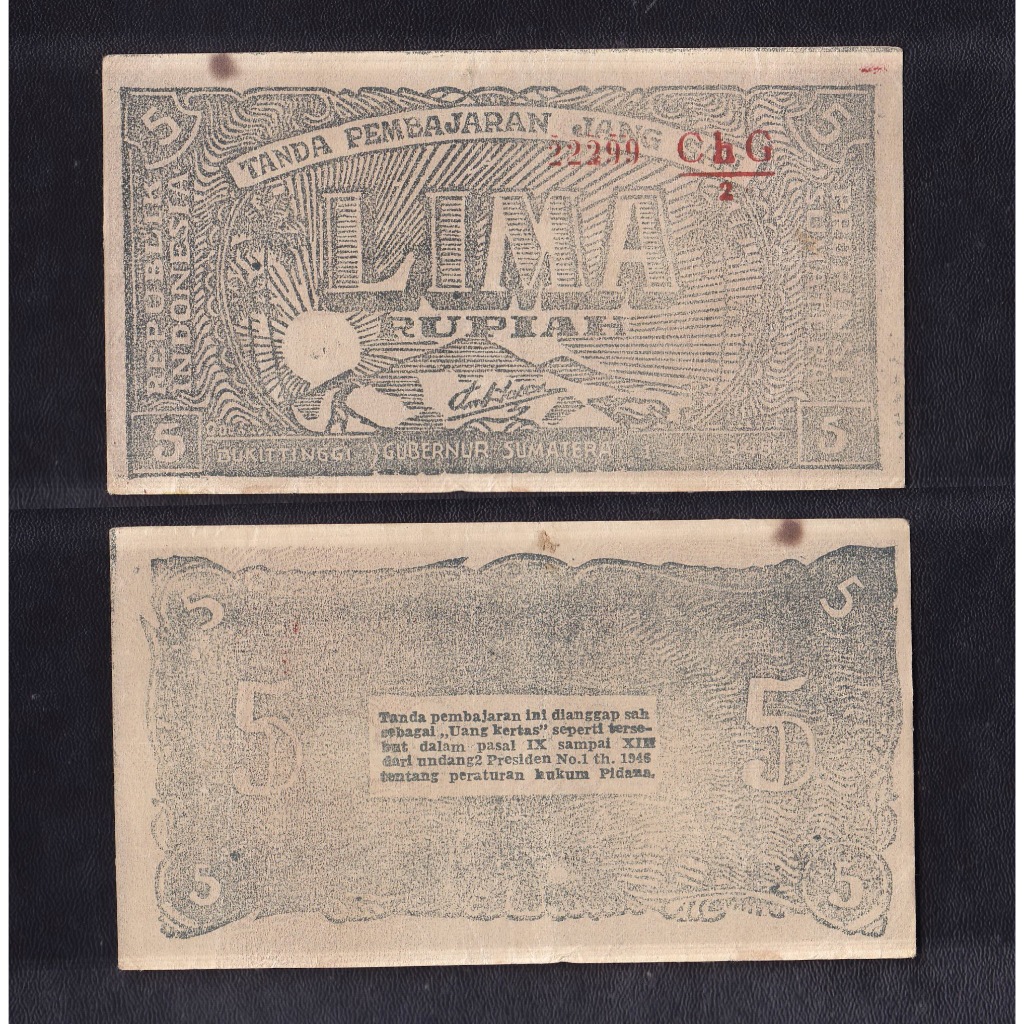 5
5
TANDA PEMBAJARAN JANG
22299 ChG
2
REPUBLIK
INDONESIA
LIMA
RUPIAH
5
BUKITTINGGI
GUBERNUR SUMATERA
5
5
5
5
5
Tanda pembajaran ini dianggap sah
sebagai „Uang kertas” seperti terse-
but dalam pasal IX sampai XIII
dari undang2 Presiden No.1 th. 1946
tentang peraturan hukum Pidana.
5
5